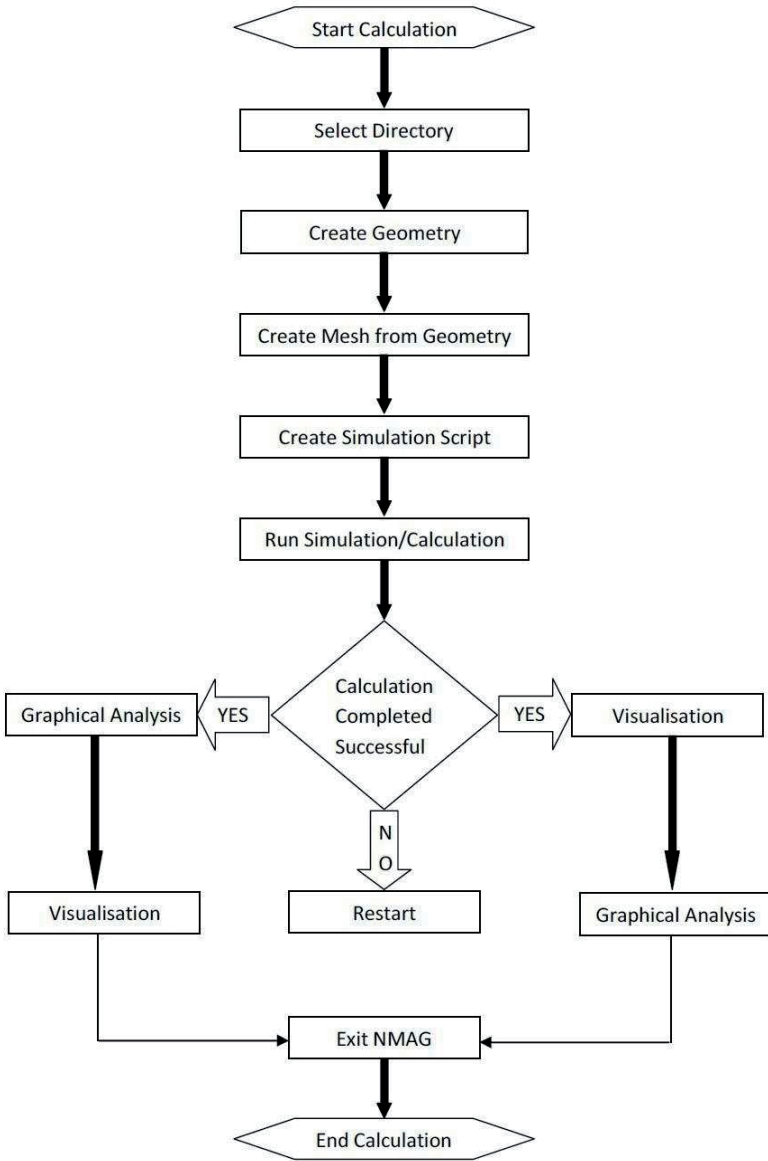 Start Calculation
Select Directory
Create Geometry
Create Mesh from Geometry
Create Simulation Script
Run Simulation/Calculation
Calculation
Completed
Successful
YES
YES
Graphical Analysis
Visualisation
N
O
Visualisation
Restart
Graphical Analysis
Exit NMAG
End Calculation